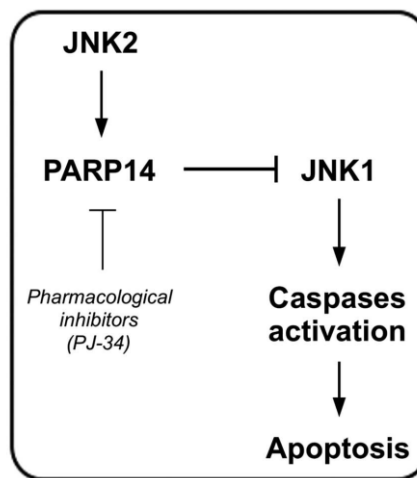 JNK2
PARP14
JNK1
Pharmacological
inhibitors
(PJ-34)
Caspases
activation
Apoptosis